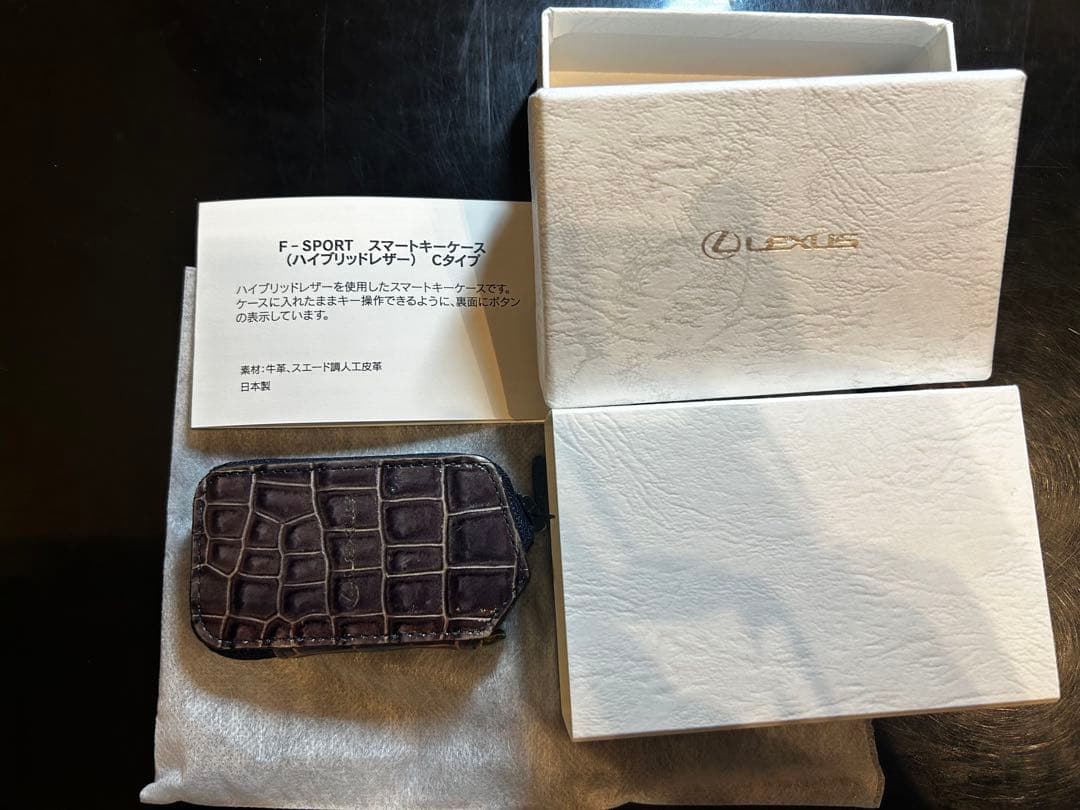 LEXUS
F-SPORT スマートキーケース
（ハイブリッドレザー） Cタイプ
ハイブリッドレザーを使用したスマートキーケースです。
ケースに入れたままキー操作できるように、裏面にボタン
の表示しています。
素材：牛革、スエード調人工皮革
日本製
LEXUS